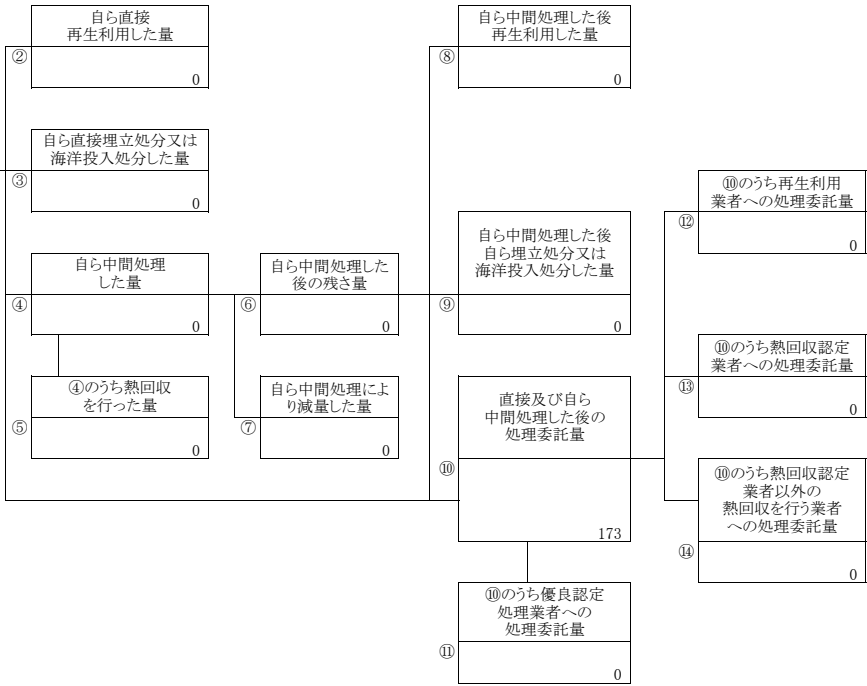 自ら直接
再生利用した量
②
0
自ら直接埋立処分又は
海洋投入処分した量
③
0
自ら中間処理
した量
④
0
④のうち熱回収
を行った量
⑤
0
自ら中間処理した
後の残さ量
⑥
0
自ら中間処理によ
り減量した量
⑦
0
自ら中間処理した後
再生利用した量
⑧
0
自ら中間処理した後
自ら埋立処分又は
海洋投入処分した量
⑨
0
直接及び自ら
中間処理した後の
処理委託量
⑩
173
⑩のうち優良認定
処理業者への
処理委託量
⑪
0
⑩のうち再生利用
業者への処理委託量
⑫
0
⑩のうち熱回収認定
業者への処理委託量
⑬
0
⑩のうち熱回収認定
業者以外の
熱回収を行う業者
への処理委託量
⑭
0